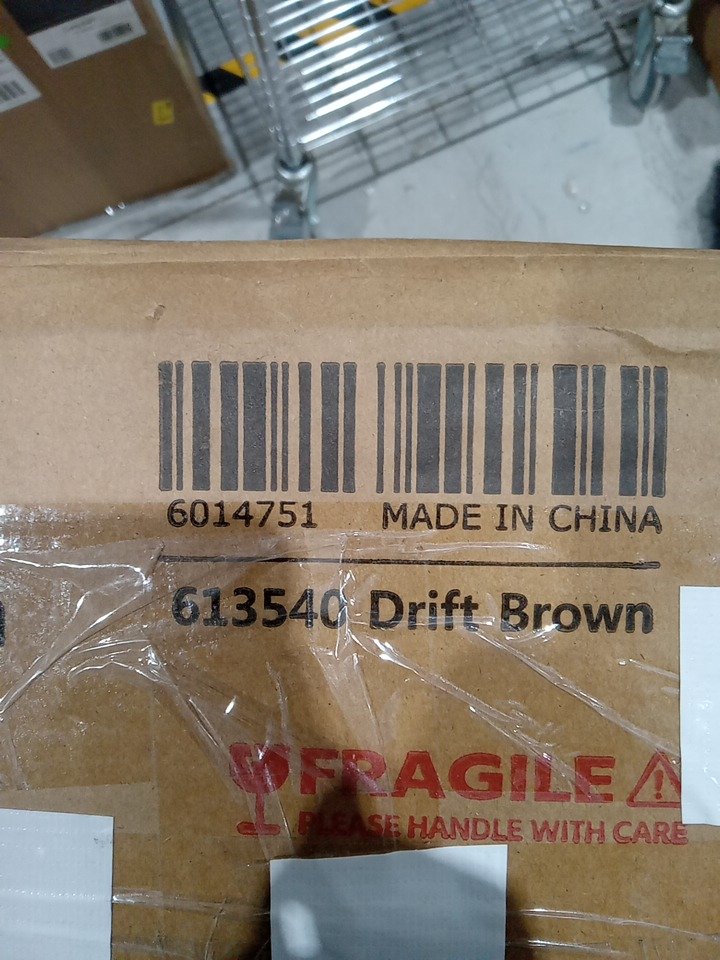 6014751 MADE IN CHINA
613540 Drift Brown
FRAGILE
PLEASE HANDLE WITH CARE